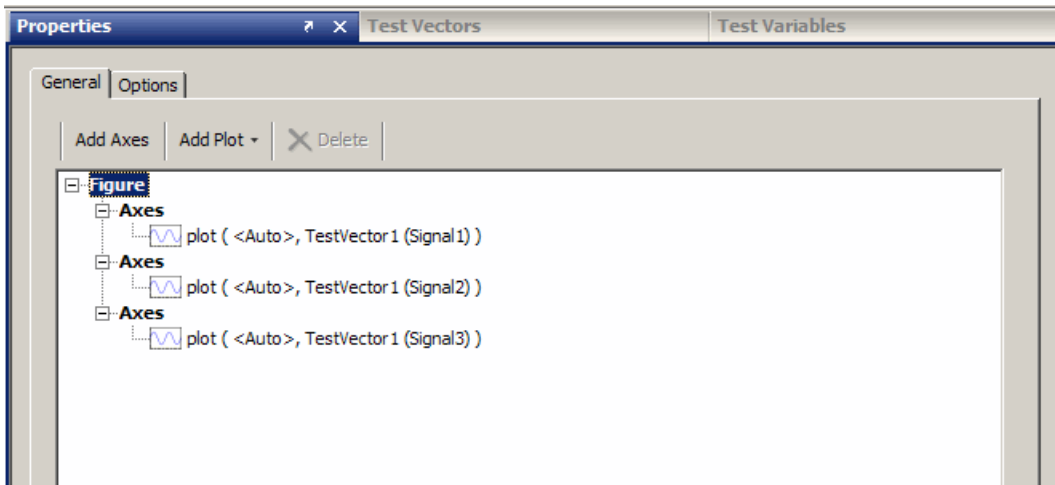 Properties Test Vectors Test Variables
General Options
Add Axes Add Plot Delete
Figure
Axes
plot ( <Auto>, TestVector1 (Signal1) )
Axes
plot ( <Auto>, TestVector1 (Signal2) )
Axes
plot ( <Auto>, TestVector1 (Signal3) )